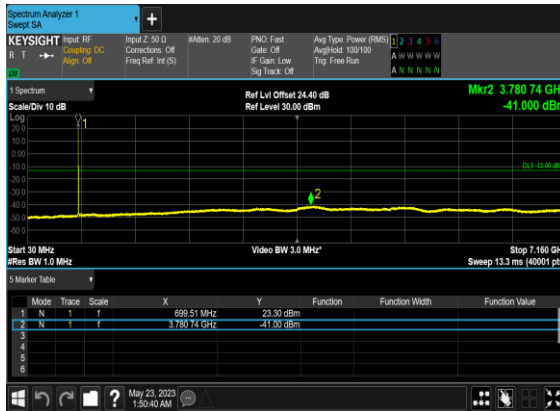 Spectrum Analyzer 1
Swept SA
KEYSIGHT
R T
Input: RF
Coupling: DC
Align: Off
Input Z: 50 Ω
Corrections: Off
Freq Ref: Int (S)
#Atten: 20 dB
PNO: Fast
Gate: Off
IF Gain: Low
Sig Track: Off
Avg Type: Power (RMS)
Avg|Hold: 100/100
Trig: Free Run
1 2 3 4 5 6
A W W W W W
A N N N N N
1 Spectrum
Scale/Div 10 dB
Ref Lvl Offset 24.40 dB
Ref Level 30.00 dBm
Mkr2 3.780 74 GHz
-41.000 dBm
Log
20.0
10.0
0.00
-10.0
-20.0
-30.0
-40.0
-50.0
-60.0
1
DL1 -13.00 dBm
2
Start 30 MHz
#Res BW 1.0 MHz
Video BW 3.0 MHz*
Stop 7.160 GHz
Sweep 13.3 ms (40001 pts)
5 Marker Table
Mode Trace Scale X Y Function Function Width Function Value
1 N 1 f 699.51 MHz 23.30 dBm
2 N 1 f 3.780 74 GHz -41.00 dBm
3
4
5
6
?
May 23, 2023
1:50:40 AM